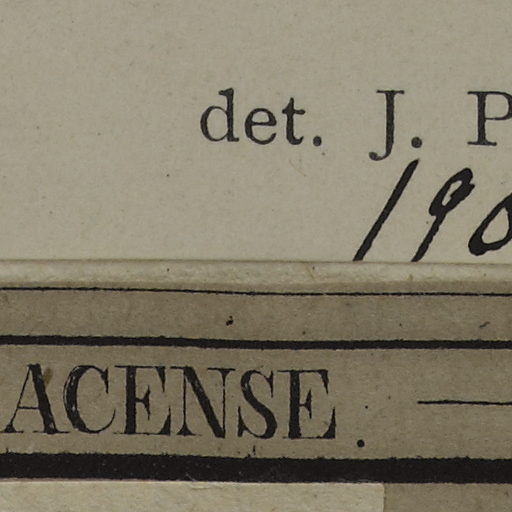 det. J. P
190
ACENSE.